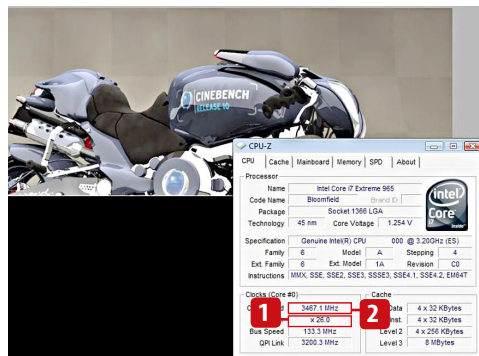 CINEBENCH
RELEASE 10
CPU-Z
CPU Cache Mainboard Memory SPD About
Processor
Name Intel Core i7 Extreme 965
Code Name Bloomfield Brand ID
Package Socket 1366 LGA
Technology 45 nm Core Voltage 1.254 V
intel
Core
i7
inside
Specification Genuine Intel(R) CPU 000 @ 3.20GHz (ES)
Family 6 Model A Stepping 4
Ext. Family 6 Ext. Model 1A Revision C0
Instructions MMX, SSE, SSE2, SSE3, SSSE3, SSE4.1, SSE4.2, EM64T
Clocks (Core #0) Cache
1 3467.1 MHz 2 Data 4 x 32 KBytes
x 26.0 Inst. 4 x 32 KBytes
Bus Speed 133.3 MHz Level 2 4 x 256 KBytes
QPI Link 3200.3 MHz Level 3 8 MBytes